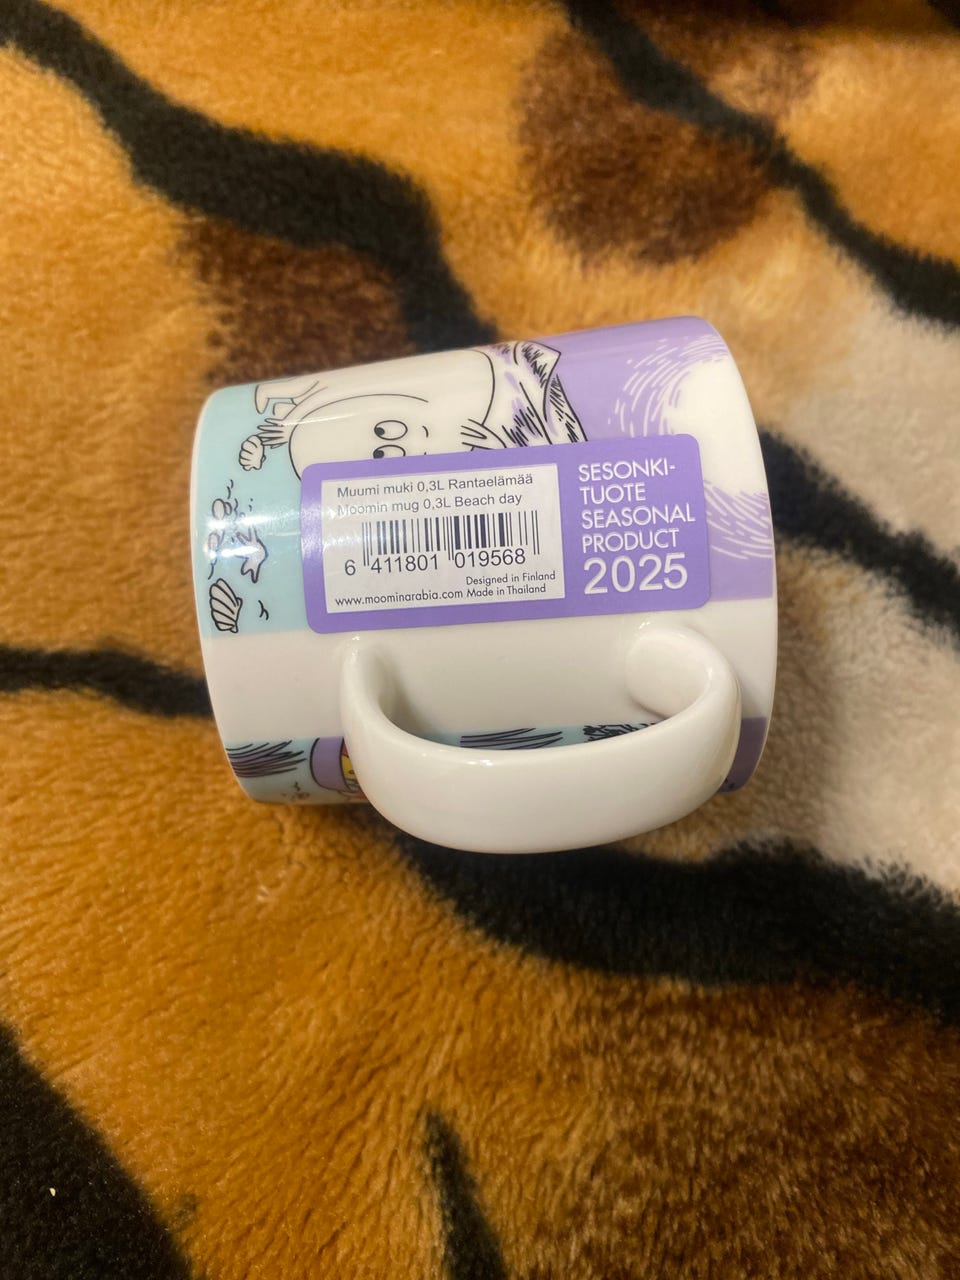 Muumi muki 0,3L Rantaelämää
Moomin mug 0,3L Beach day
6 411801 019568
Designed in Finland
www.moominarabia.com Made in Thailand
SESONKI-
TUOTE
SEASONAL
PRODUCT
2025